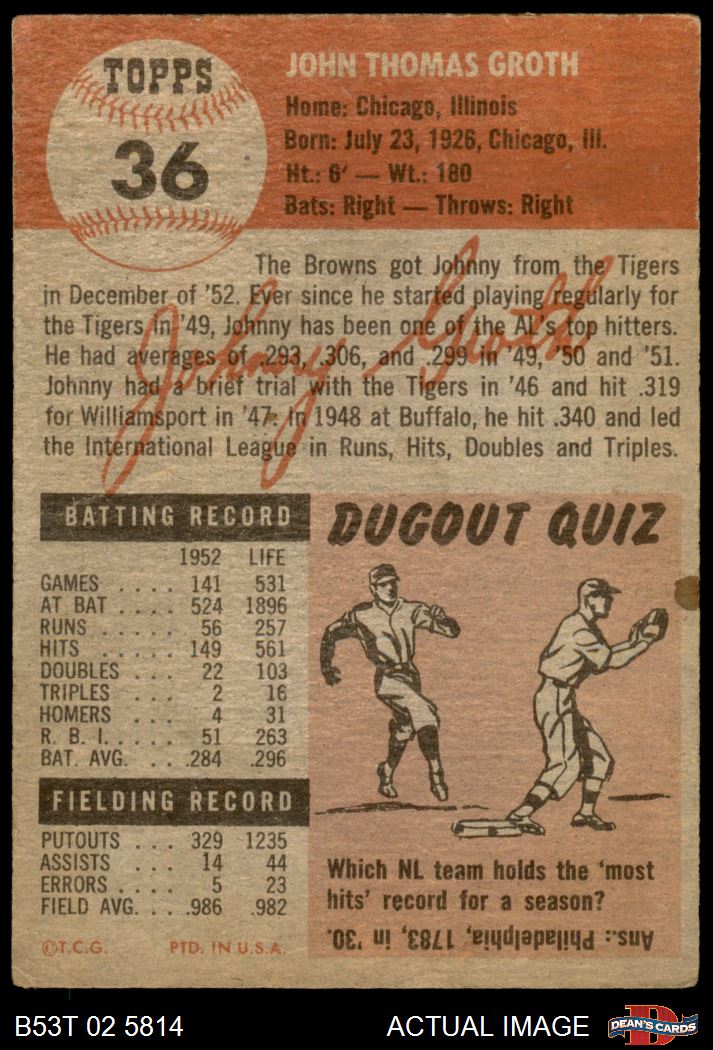 TOPPS
36
JOHN THOMAS GROTH
Home: Chicago, Illinois
Born: July 23, 1926, Chicago, Ill.
Ht.: 6' — Wt.: 180
Bats: Right — Throws: Right
The Browns got Johnny from the Tigers
in December of '52. Ever since he started playing regularly for
the Tigers in '49, Johnny has been one of the AL's top hitters.
He had averages of .293, .306, and .299 in '49, '50 and '51.
Johnny had a brief trial with the Tigers in '46 and hit .319
for Williamsport in '47. In 1948 at Buffalo, he hit .340 and led
the International League in Runs, Hits, Doubles and Triples.
Johnny Groth
BATTING RECORD
1952 LIFE
GAMES .... 141 531
AT BAT ... 524 1896
RUNS ..... 56 257
HITS ..... 149 561
DOUBLES ... 22 103
TRIPLES ... 2 16
HOMERS ... 4 31
R. B. I. .... 51 263
BAT. AVG. ... .284 .296
FIELDING RECORD
PUTOUTS ... 329 1235
ASSISTS .... 14 44
ERRORS .... 5 23
FIELD AVG. ... .986 .982
©T.C.G. PTD. IN U.S.A.
DUGOUT QUIZ
Which NL team holds the 'most
hits' record for a season?
Ans.: Philadelphia, 1783, in '30.
B53T 02 5814 ACTUAL IMAGE
DEAN'S CARDS